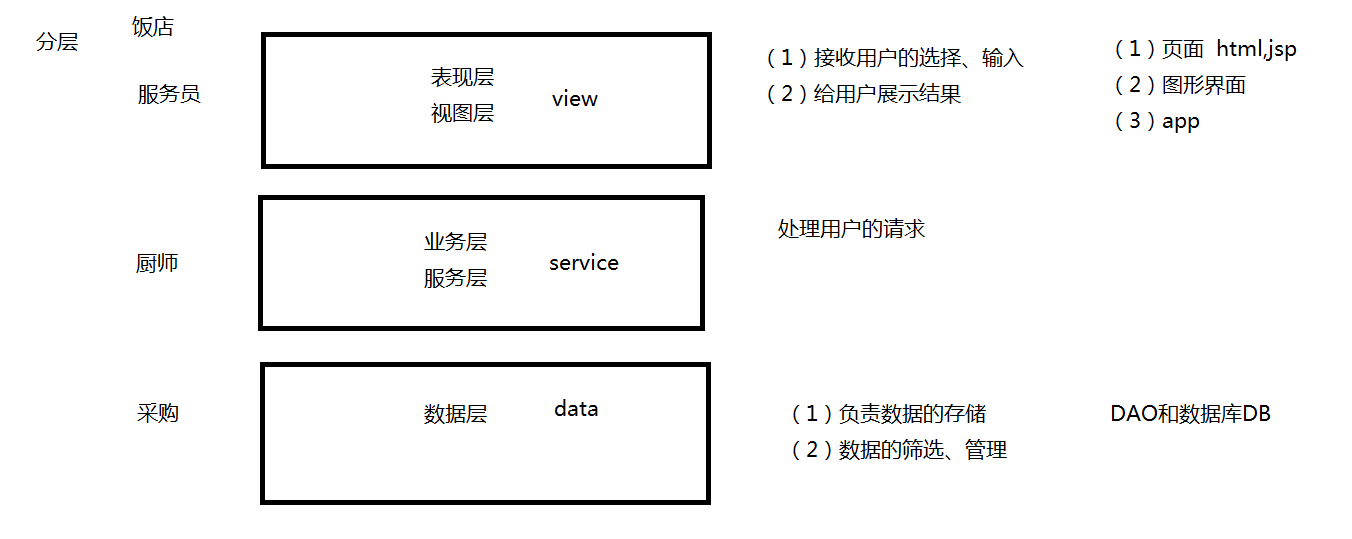 饭店
分层
服务员
表现层
视图层
view
（1）接收用户的选择、输入
（2）给用户展示结果
（1）页面 html,jsp
（2）图形界面
（3）app
厨师
业务层
服务层
service
处理用户的请求
采购
数据层
data
（1）负责数据的存储
（2）数据的筛选、管理
DAO和数据库DB